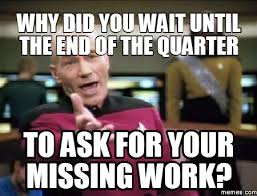 WHY DID YOU WAIT UNTIL
THE END OF THE QUARTER
TO ASK FOR YOUR
MISSING WORK?
memes.com